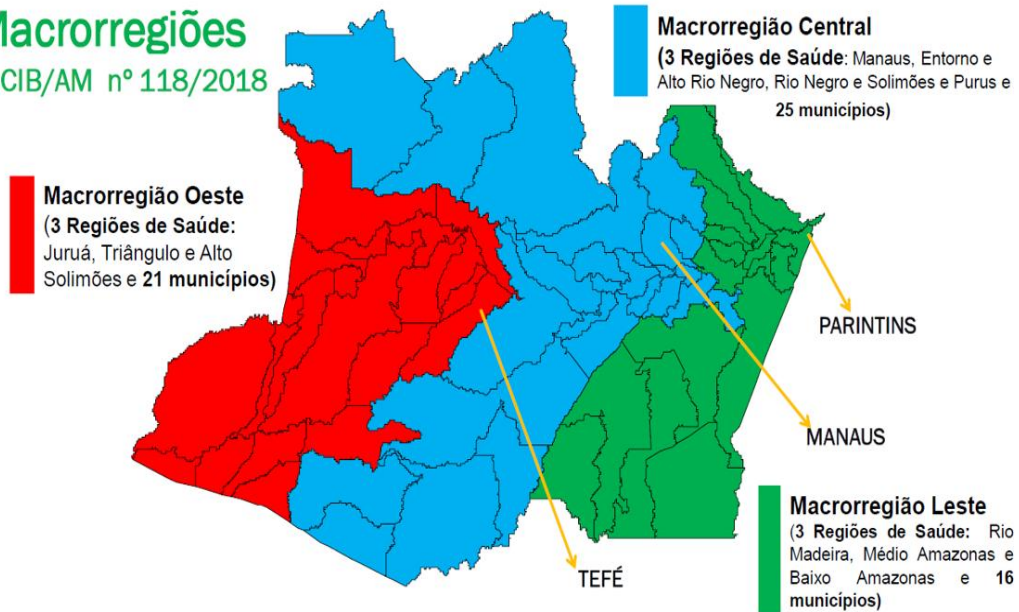 Macrorregiões
CIB/AM nº 118/2018
Macrorregião Central
(3 Regiões de Saúde: Manaus, Entorno e
Alto Rio Negro, Rio Negro e Solimões e Purus e
25 municípios)
Macrorregião Oeste
(3 Regiões de Saúde:
Juruá, Triângulo e Alto
Solimões e 21 municípios)
PARINTINS
MANAUS
TEFÉ
Macrorregião Leste
(3 Regiões de Saúde: Rio
Madeira, Médio Amazonas e
Baixo Amazonas e 16
municípios)